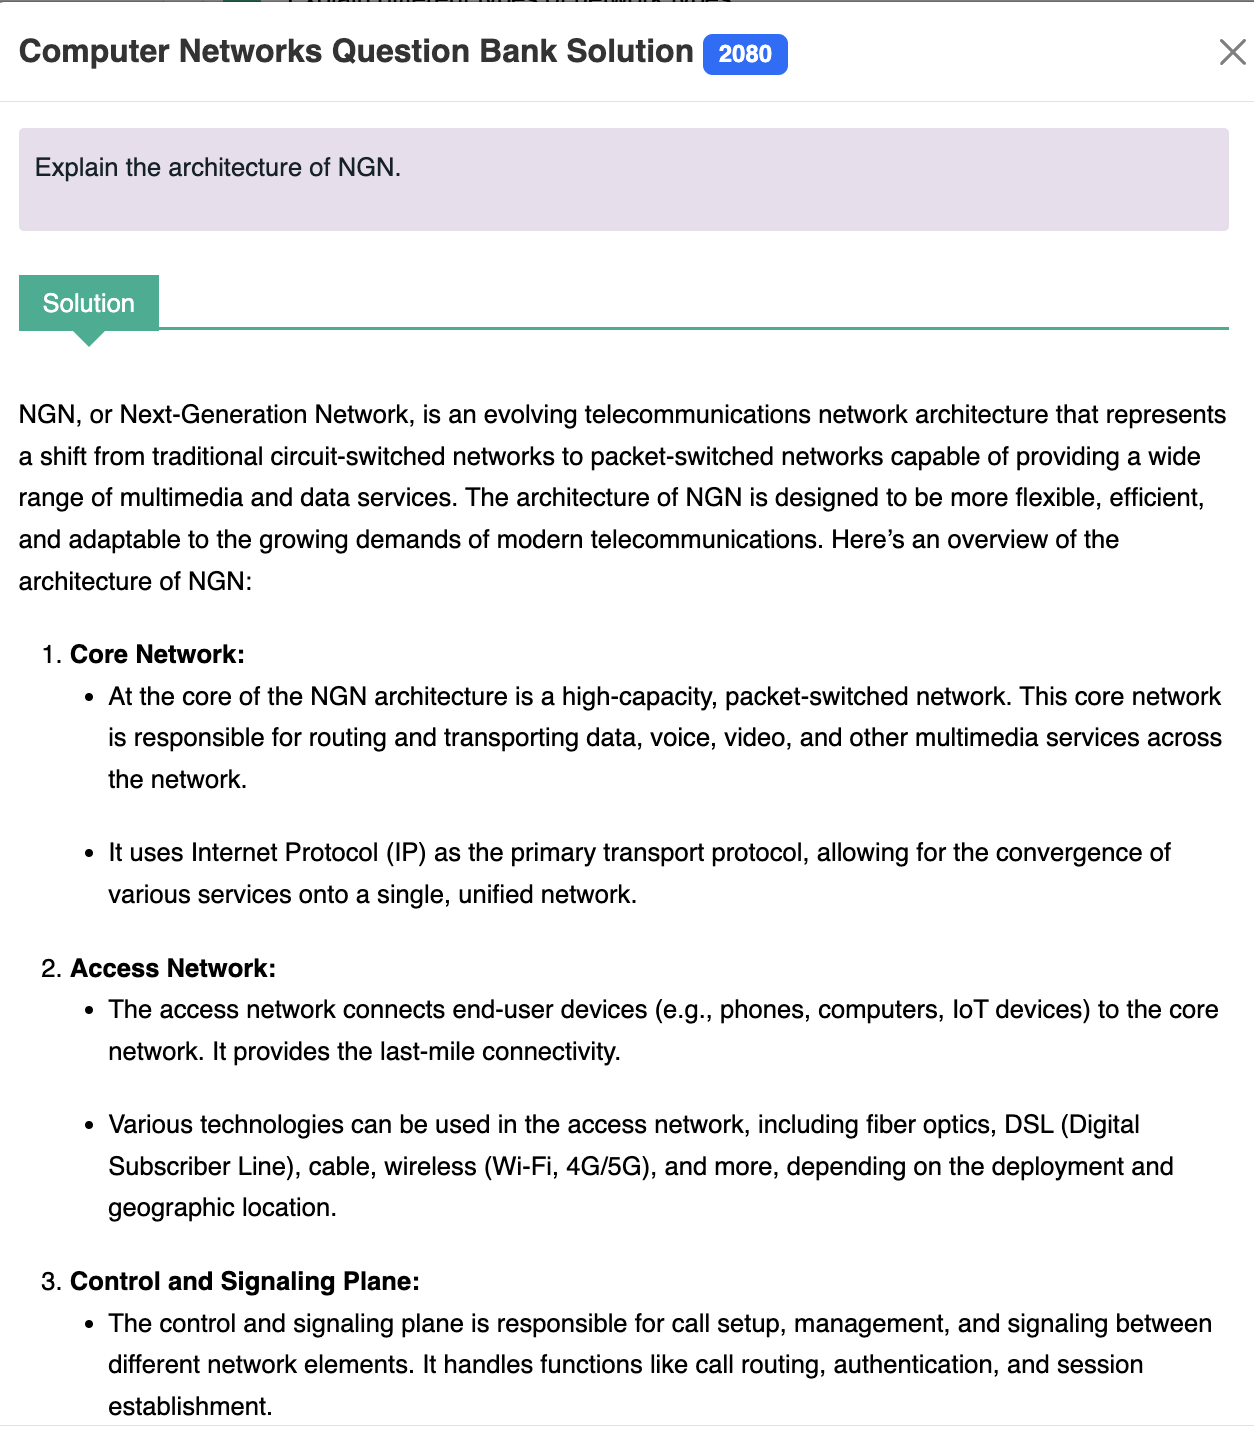 Computer Networks Question Bank Solution 2080
Explain the architecture of NGN.
Solution
NGN, or Next-Generation Network, is an evolving telecommunications network architecture that represents
a shift from traditional circuit-switched networks to packet-switched networks capable of providing a wide
range of multimedia and data services. The architecture of NGN is designed to be more flexible, efficient,
and adaptable to the growing demands of modern telecommunications. Here’s an overview of the
architecture of NGN:
1. Core Network:
• At the core of the NGN architecture is a high-capacity, packet-switched network. This core network
is responsible for routing and transporting data, voice, video, and other multimedia services across
the network.
• It uses Internet Protocol (IP) as the primary transport protocol, allowing for the convergence of
various services onto a single, unified network.
2. Access Network:
• The access network connects end-user devices (e.g., phones, computers, IoT devices) to the core
network. It provides the last-mile connectivity.
• Various technologies can be used in the access network, including fiber optics, DSL (Digital
Subscriber Line), cable, wireless (Wi-Fi, 4G/5G), and more, depending on the deployment and
geographic location.
3. Control and Signaling Plane:
• The control and signaling plane is responsible for call setup, management, and signaling between
different network elements. It handles functions like call routing, authentication, and session
establishment.